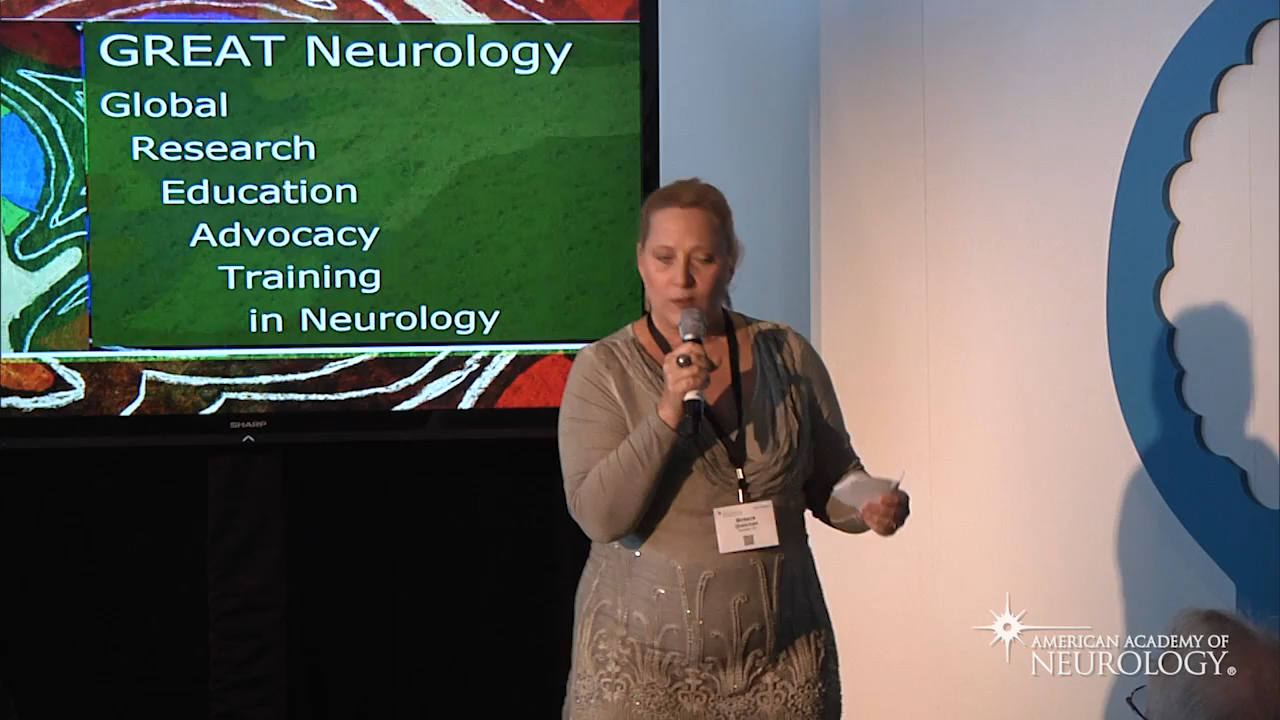 GREAT Neurology
Global
Research
Education
Advocacy
Training
in Neurology
SHARP
AMERICAN ACADEMY OF
NEUROLOGY®